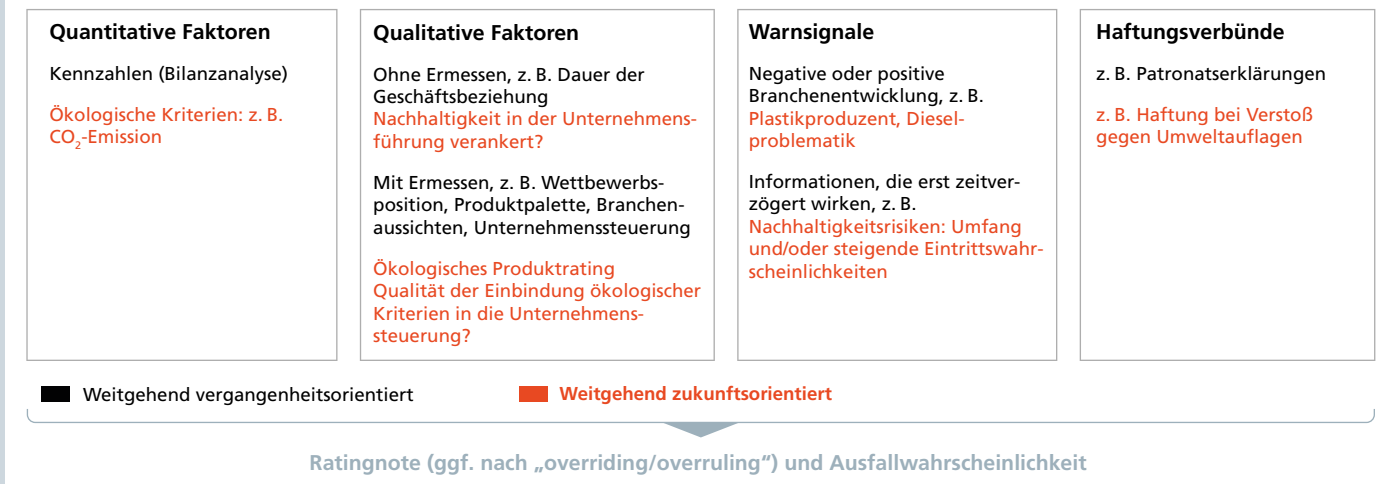 Quantitative Faktoren
Kennzahlen (Bilanzanalyse)
Ökologische Kriterien: z. B.
CO₂-Emission
Qualitative Faktoren
Ohne Ermessen, z. B. Dauer der
Geschäftsbeziehung
Nachhaltigkeit in der Unternehmens-
führung verankert?
Mit Ermessen, z. B. Wettbewerbs-
position, Produktpalette, Branchen-
aussichten, Unternehmenssteuerung
Ökologisches Produktrating
Qualität der Einbindung ökologischer
Kriterien in die Unternehmens-
steuerung?
Warnsignale
Negative oder positive
Branchenentwicklung, z. B.
Plastikproduzent, Diesel-
problematik
Informationen, die erst zeitver-
zögert wirken, z. B.
Nachhaltigkeitsrisiken: Umfang
und/oder steigende Eintrittswahr-
scheinlichkeiten
Haftungsverbünde
z. B. Patronatserklärungen
z. B. Haftung bei Verstoß
gegen Umweltauflagen
Weitgehend vergangenheitsorientiert
Weitgehend zukunftsorientiert
Ratingnote (ggf. nach „overriding/overruling“) und Ausfallwahrscheinlichkeit